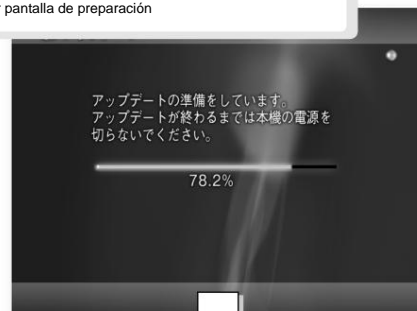 pantalla de preparación
アップデートの準備をしています。
アップデートが終わるまでは本機の電源を
切らないでください。
78.2%